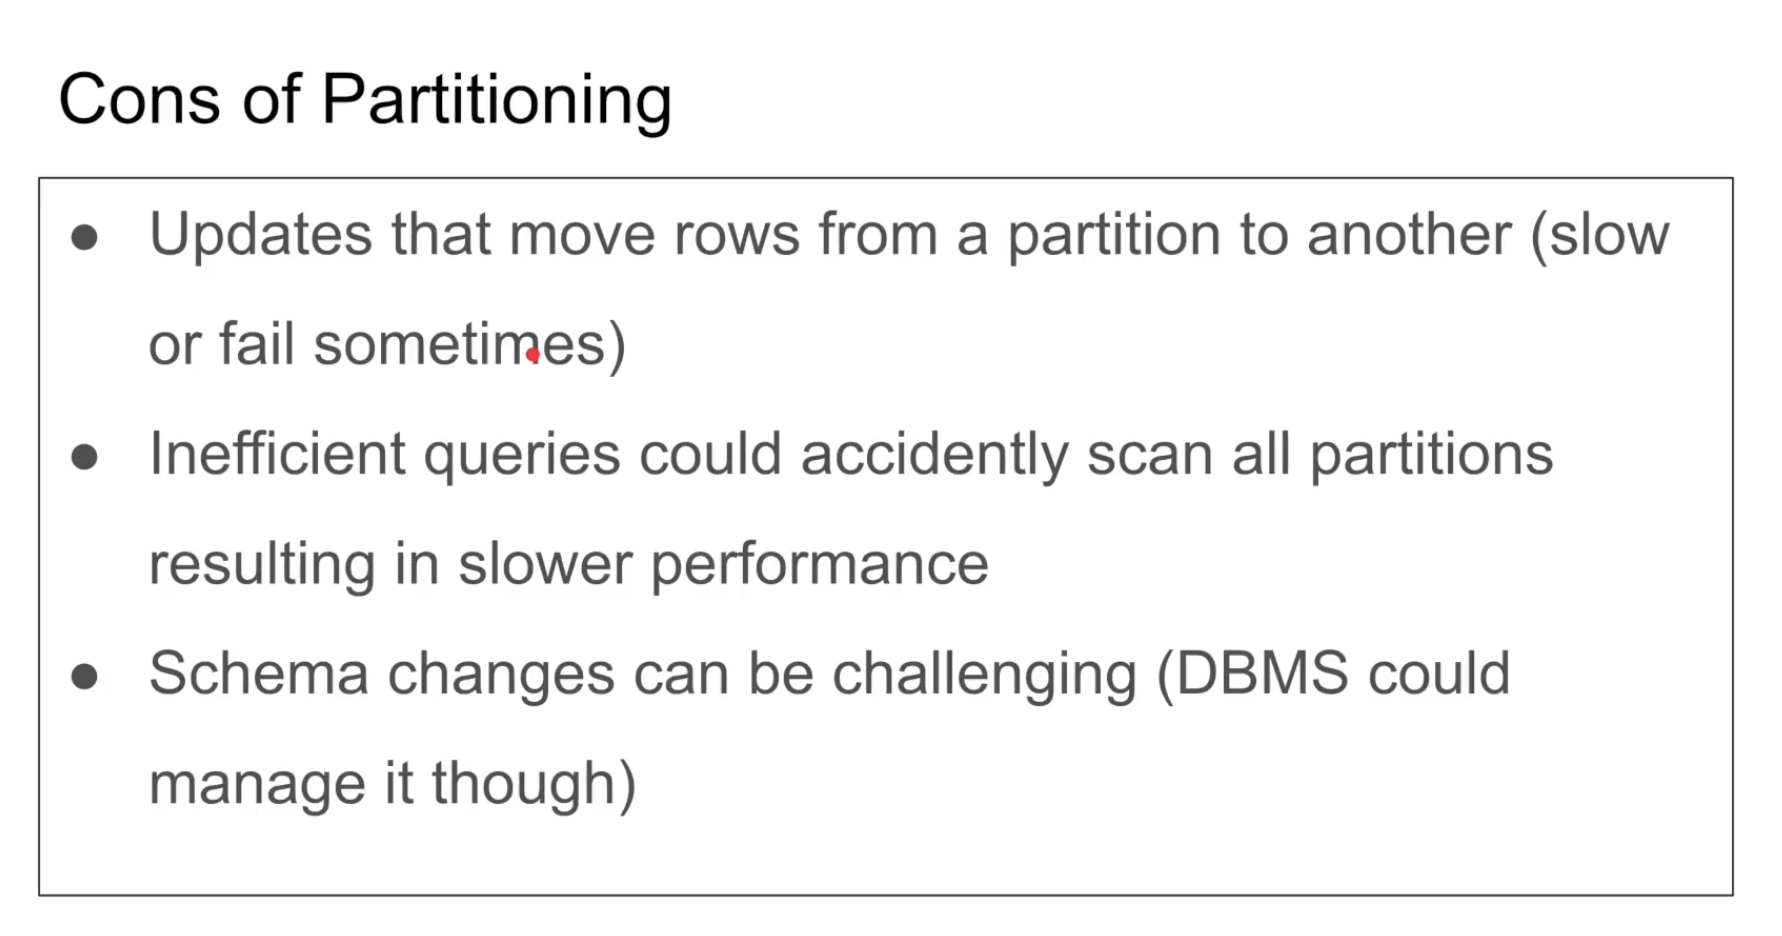 Cons of Partitioning
● Updates that move rows from a partition to another (slow
or fail sometimes)
● Inefficient queries could accidently scan all partitions
resulting in slower performance
● Schema changes can be challenging (DBMS could
manage it though)